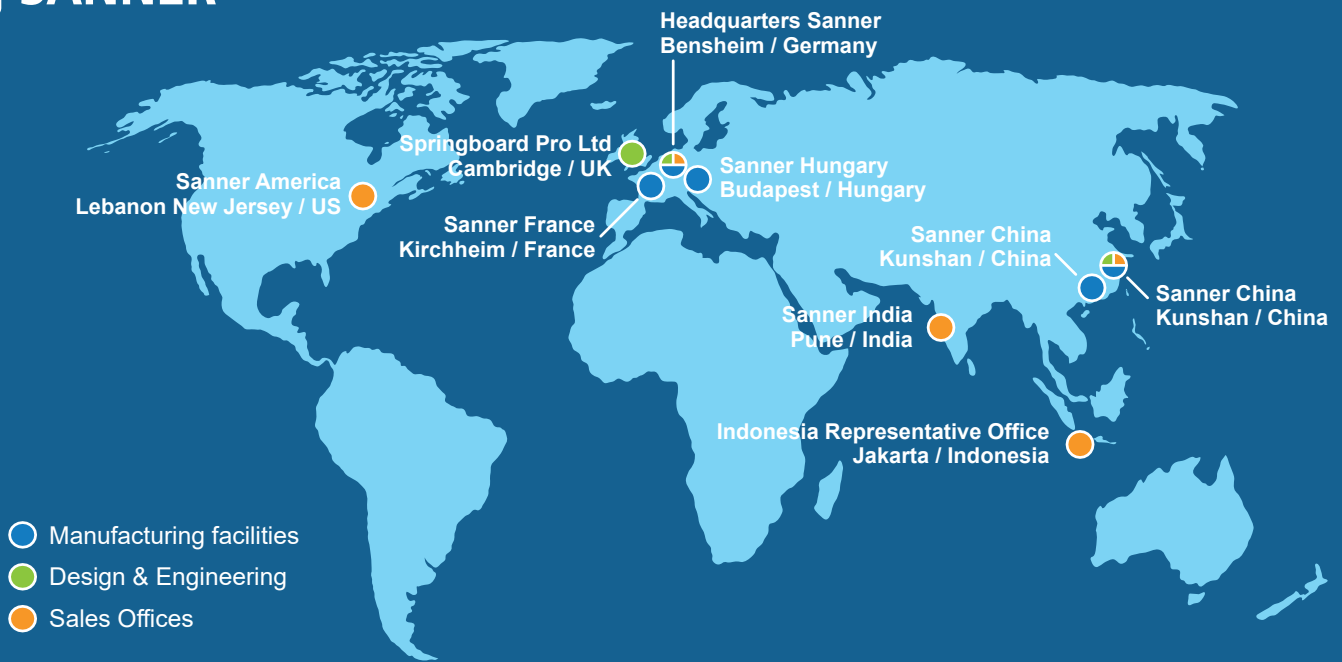 SANNER
Headquarters Sanner
Bensheim / Germany
Springboard Pro Ltd
Cambridge / UK
Sanner Hungary
Budapest / Hungary
Sanner America
Lebanon New Jersey / US
Sanner France
Kirchheim / France
Sanner China
Kunshan / China
Sanner China
Kunshan / China
Sanner India
Pune / India
Indonesia Representative Office
Jakarta / Indonesia
Manufacturing facilities
Design & Engineering
Sales Offices